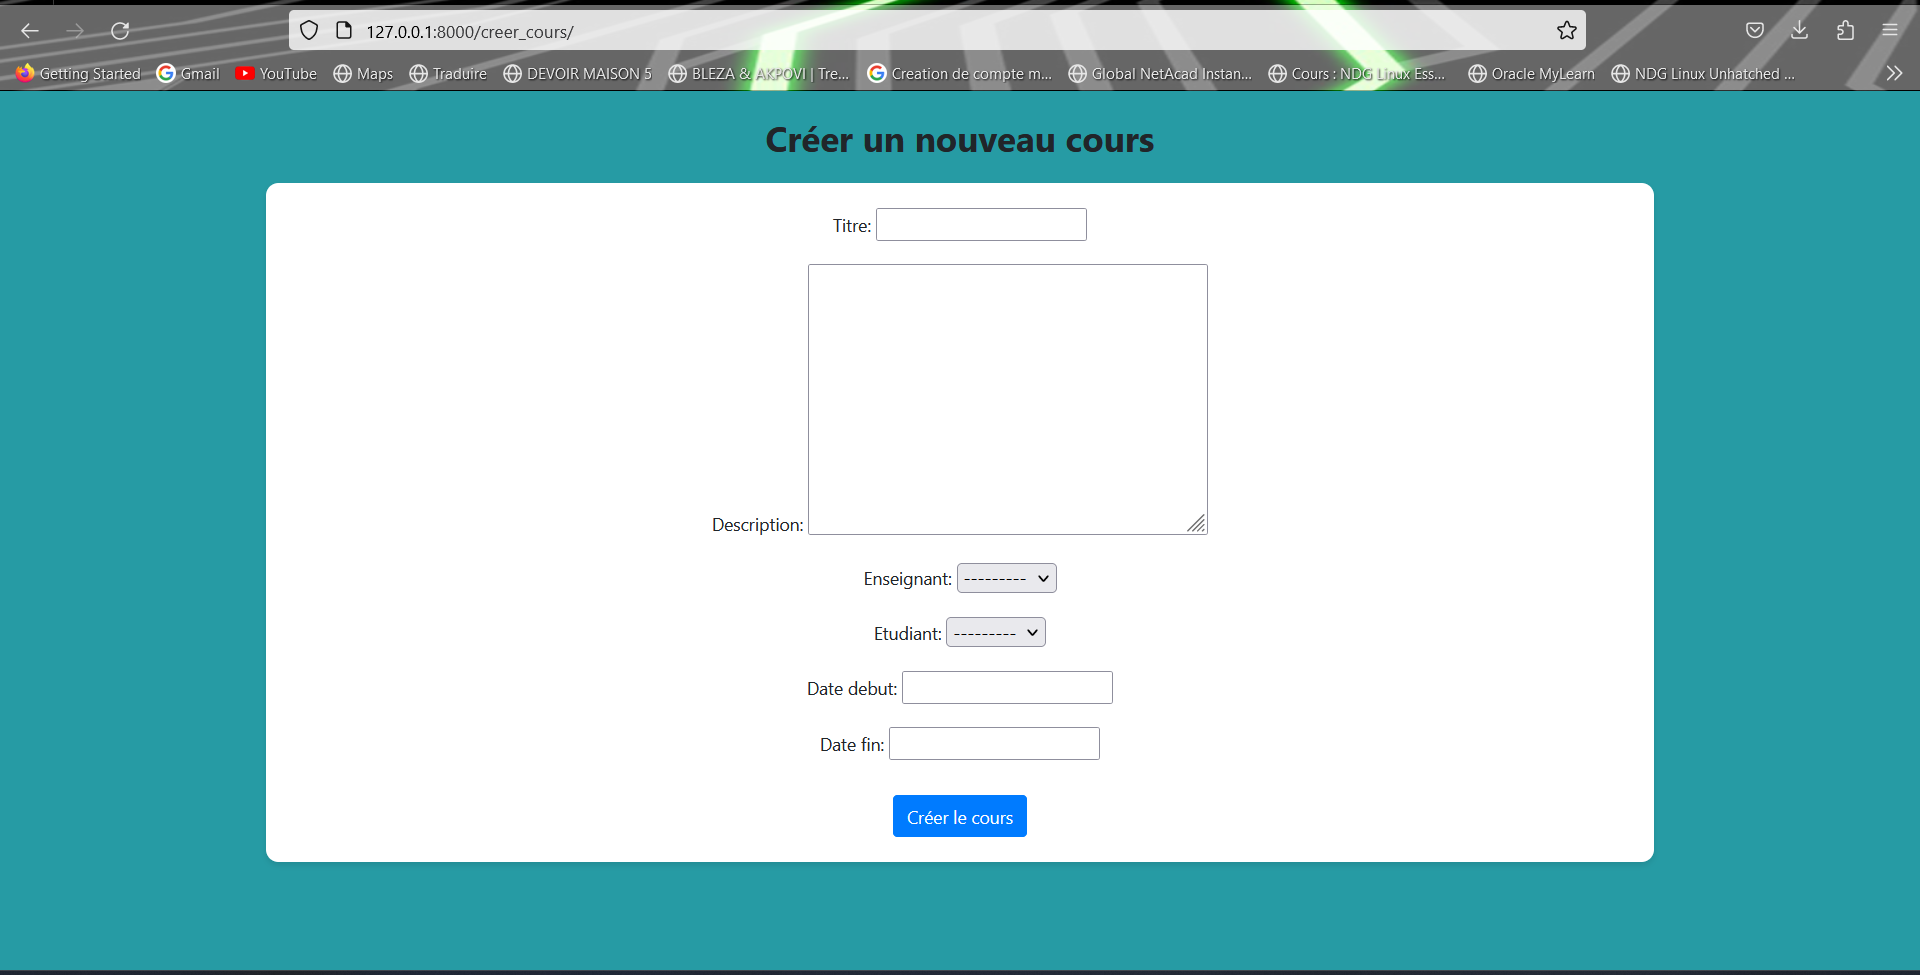 127.0.0.1:8000/creer_cours/
Getting Started Gmail YouTube Maps Traduire DEVOIR MAISON 5 BLEZA & AKPOVI | Tre... Creation de compte m... Global NetAcad Instan... Cours : NDG Linux Ess... Oracle MyLearn NDG Linux Unhatched ...
Créer un nouveau cours
Titre:
Description:
Enseignant: ---------
Etudiant: ---------
Date debut:
Date fin:
Créer le cours